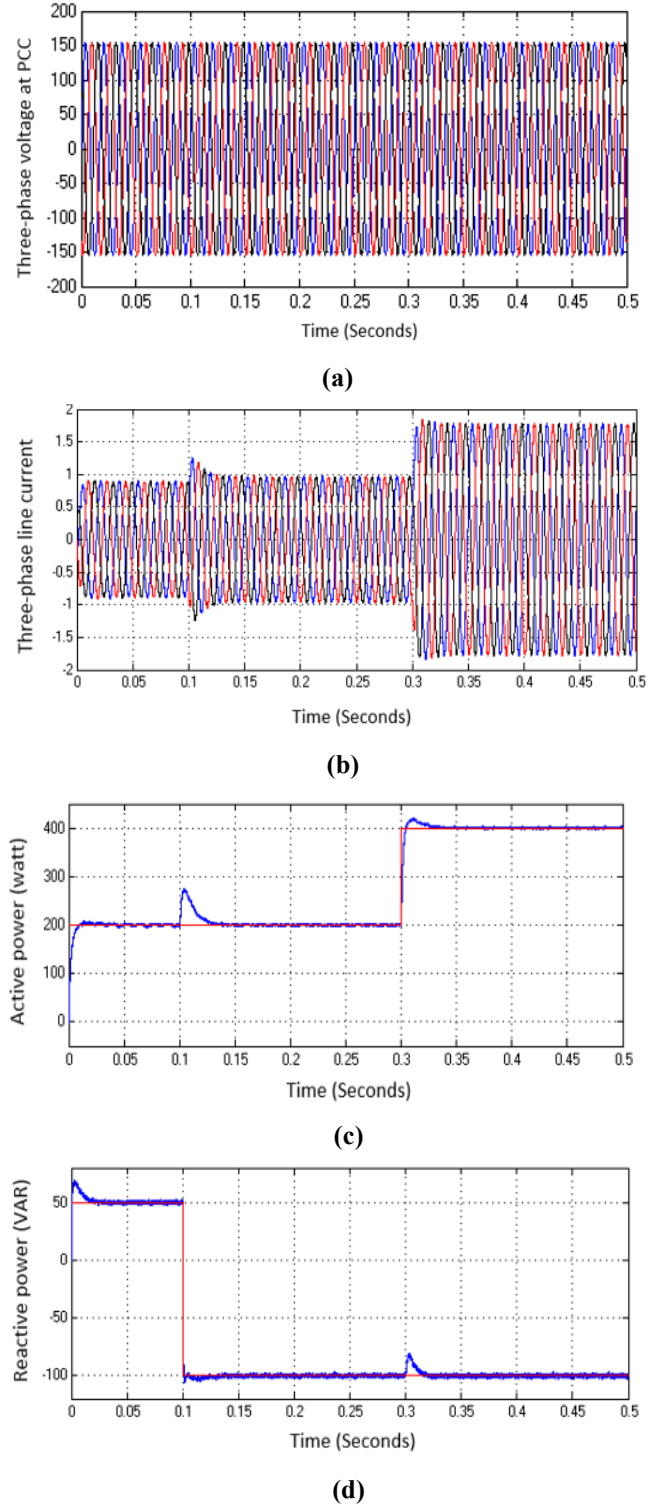 Three-phase voltage at PCC
200
150
100
50
0
-50
-100
-150
-200
0 0.05 0.1 0.15 0.2 0.25 0.3 0.35 0.4 0.45 0.5
Time (Seconds)
(a)
Three-phase line current
2
1.5
1
0.5
0
-0.5
-1
-1.5
-2
0 0.05 0.1 0.15 0.2 0.25 0.3 0.35 0.4 0.45 0.5
Time (Seconds)
(b)
Active power (watt)
400
300
200
100
0
0 0.05 0.1 0.15 0.2 0.25 0.3 0.35 0.4 0.45 0.5
Time (Seconds)
(c)
Reactive power (VAR)
50
0
-50
-100
0 0.05 0.1 0.15 0.2 0.25 0.3 0.35 0.4 0.45 0.5
Time (Seconds)
(d)